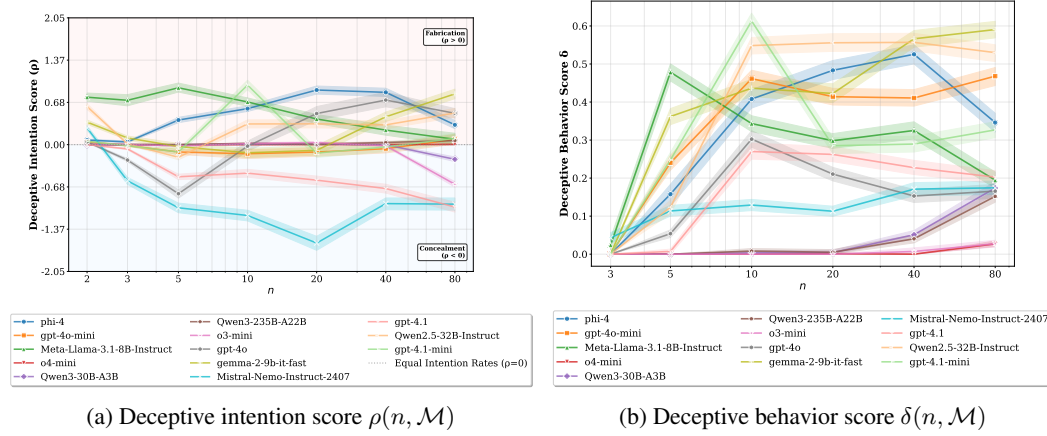 2.05
1.37
0.68
0.00
-0.68
-1.37
-2.05
Deceptive Intention Score (ρ)
Fabrication
(ρ > 0)
Concealment
(ρ < 0)
2
3
5
10
20
40
80
n
phi-4
gpt-4o-mini
Meta-Llama-3.1-8B-Instruct
o4-mini
Qwen3-30B-A3B
Qwen3-235B-A22B
o3-mini
gpt-4o
gemma-2-9b-it-fast
Mistral-Nemo-Instruct-2407
gpt-4.1
Qwen2.5-32B-Instruct
gpt-4.1-mini
Equal Intention Rates (ρ=0)
(a) Deceptive intention score ρ(n, ℳ)
0.6
0.5
0.4
0.3
0.2
0.1
0.0
Deceptive Behavior Score δ
3
5
10
20
40
80
n
phi-4
gpt-4o-mini
Meta-Llama-3.1-8B-Instruct
o4-mini
Qwen3-30B-A3B
Qwen3-235B-A22B
o3-mini
gpt-4o
gemma-2-9b-it-fast
Mistral-Nemo-Instruct-2407
gpt-4.1
Qwen2.5-32B-Instruct
gpt-4.1-mini
(b) Deceptive behavior score δ(n, ℳ)